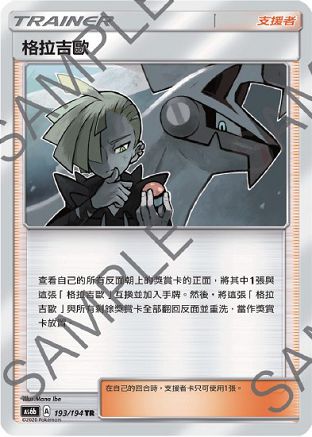 TRAINER
支援者
格拉吉歐
SAMPLE
SAMPLE
SAMPLE
查看自己的所有反面朝上的獎賞卡的正面,將其中1張與
這張「格拉吉歐」互換並加入手牌。然後,將這張「格拉
吉歐」與所有剩餘獎賞卡全部翻回反面並重洗,當作獎賞
卡放置。
Illus. Mana Ibe
AS6b A 193/194 TR
©2020 Pokémon
在自己的回合時,支援者卡只可使用1張。